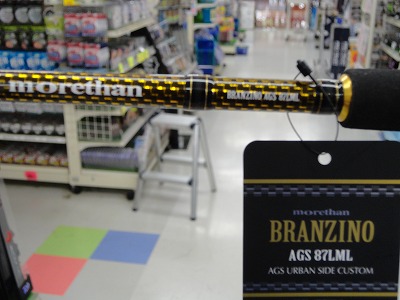 morethan
BRANZINO AGS 87LML
morethan
BRANZINO
AGS 87LML
AGS URBAN SIDE CUSTOM